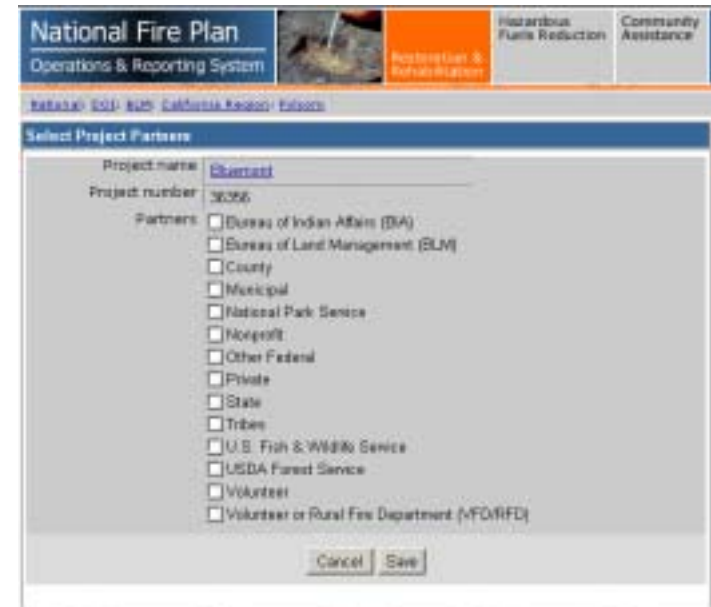 National Fire Plan
Operations & Reporting System
Restoration & Rehabilitation
Hazardous Fuels Reduction
Community Assistance
National> DOI> BLM> California Region> Folsom
Select Project Partners
Project name
Project number
Partners
Bureau of Indian Affairs (BIA)
Bureau of Land Management (BLM)
County
Municipal
National Park Service
Nonprofit
Other Federal
Private
State
Tribes
U.S. Fish & Wildlife Service
USDA Forest Service
Volunteer
Volunteer or Rural Fire Department (VFD/RFD)
Cancel Save